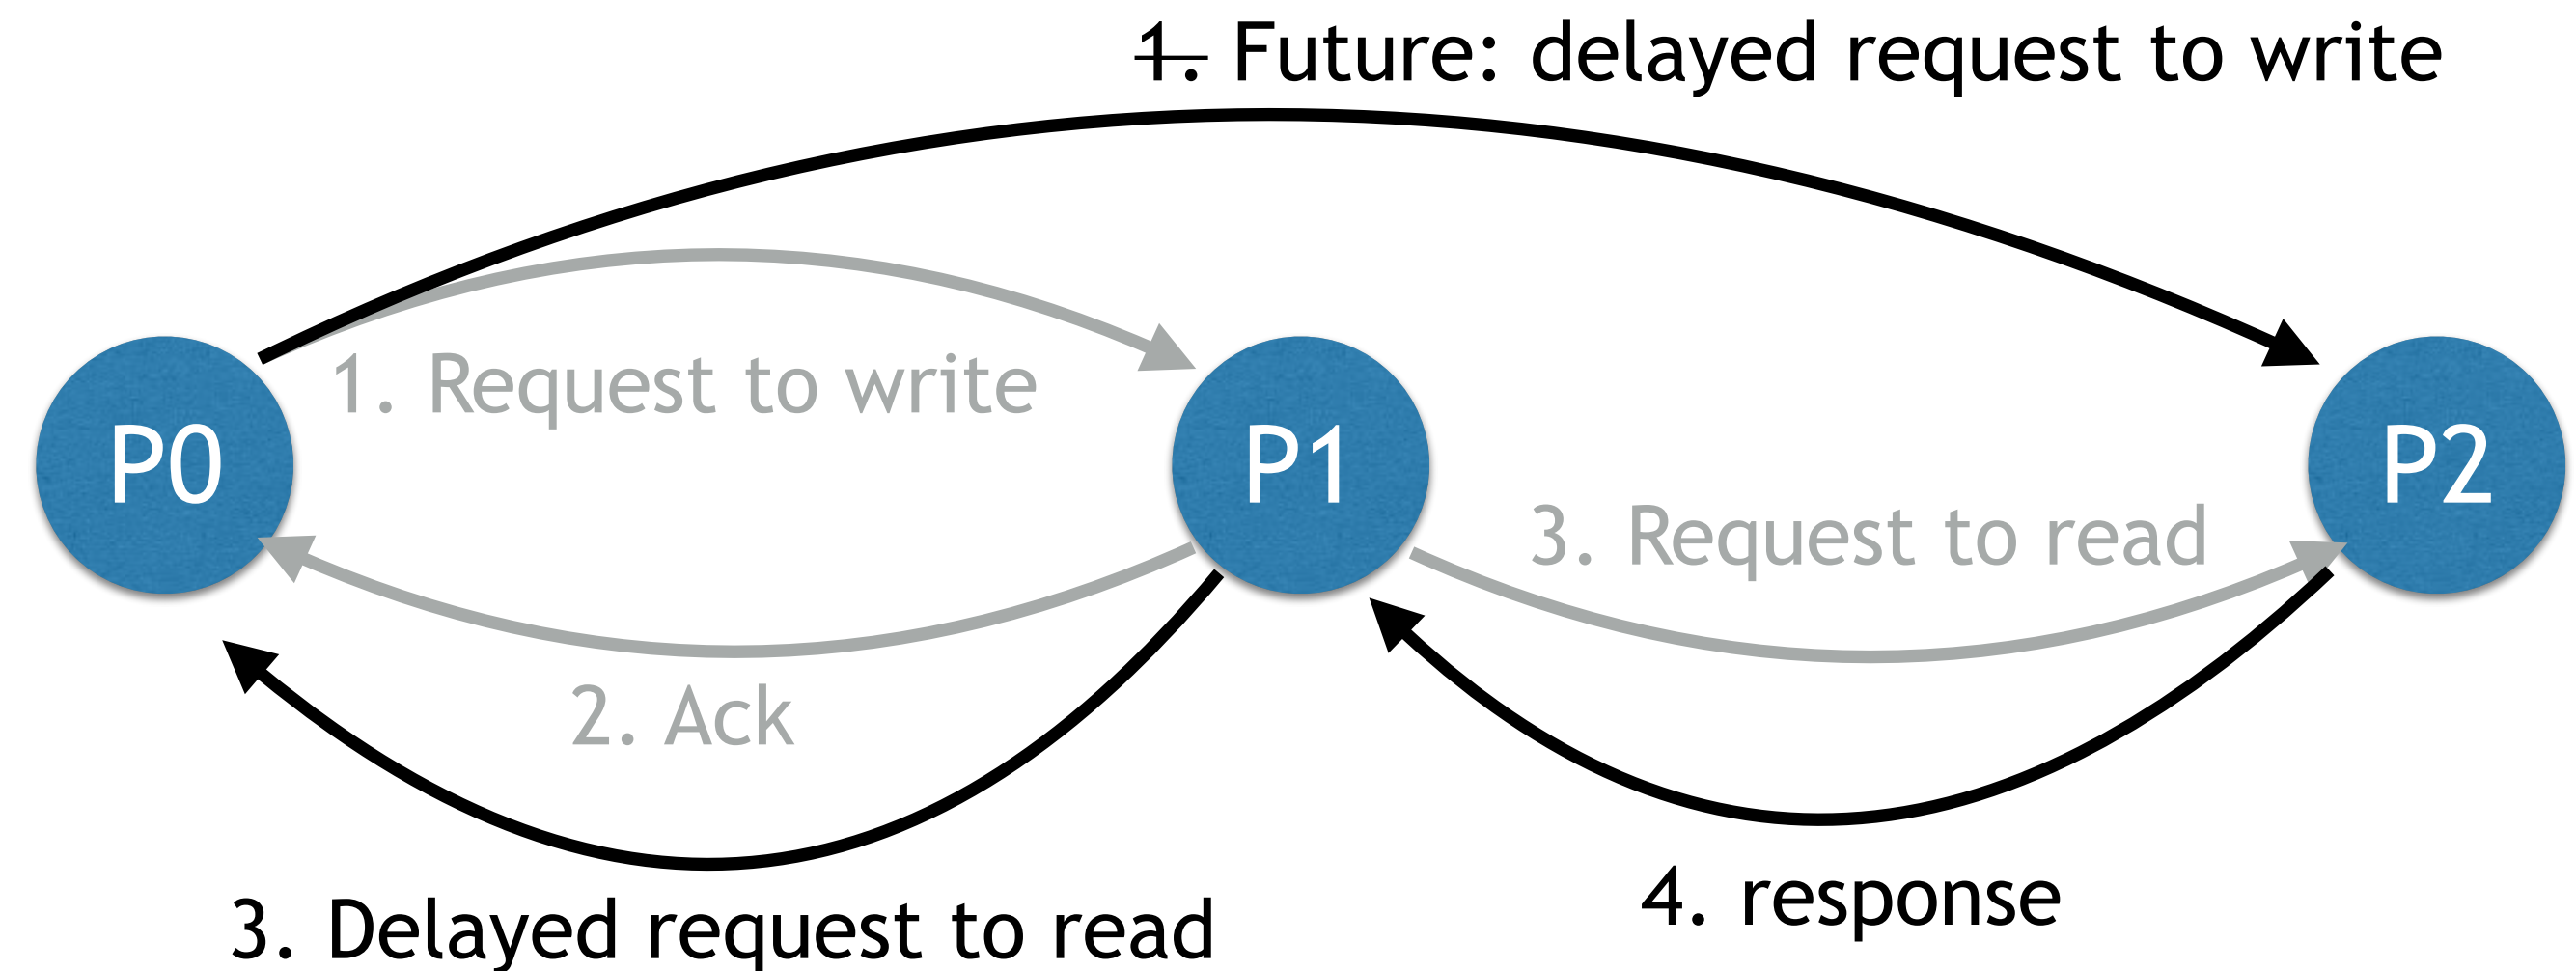 1. Future: delayed request to write
1. Request to write
P0
P1
P2
3. Request to read
2. Ack
4. response
3. Delayed request to read